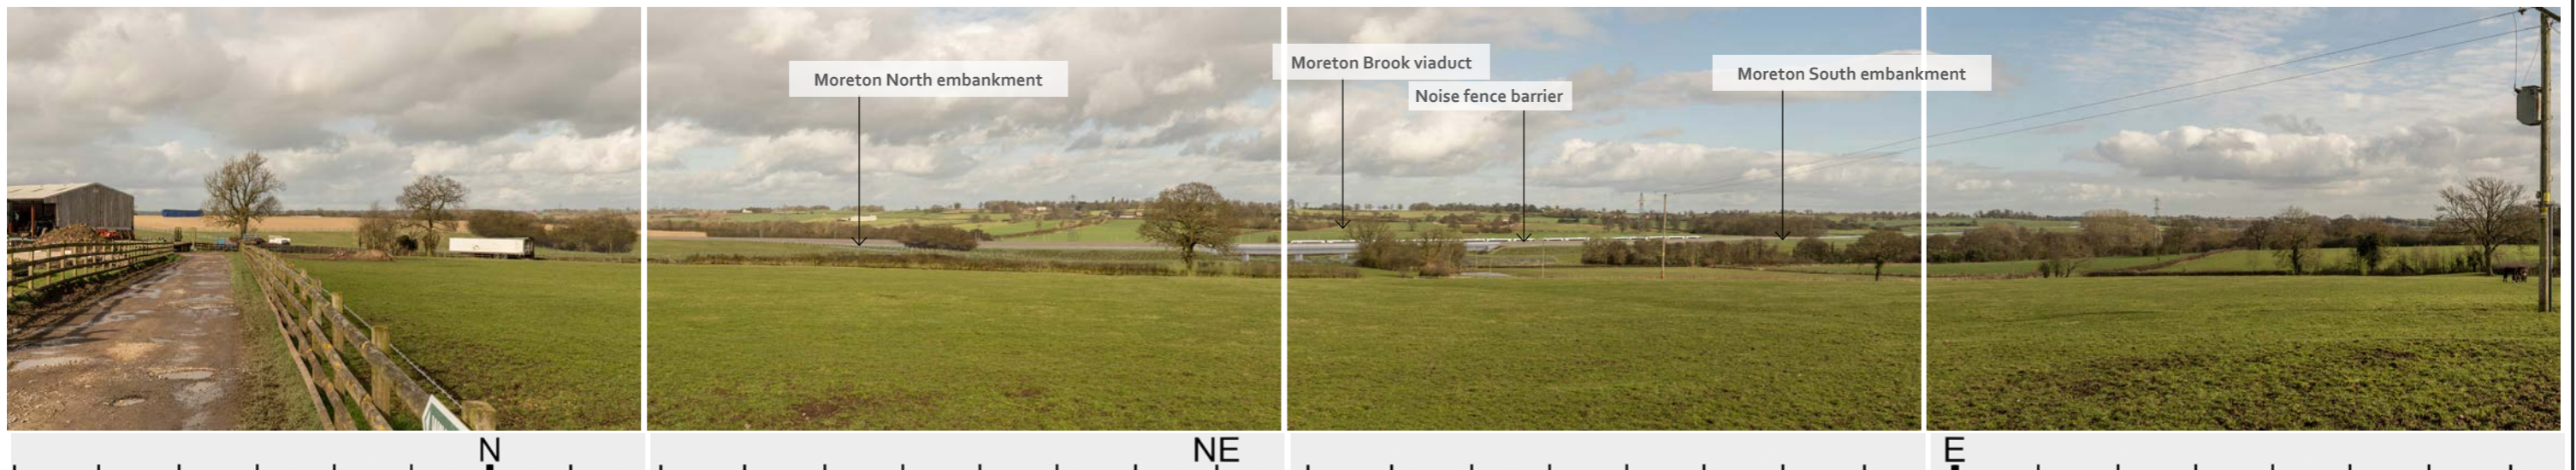 Moreton North embankment
Moreton Brook viaduct
Noise fence barrier
Moreton South embankment
N
NE
E